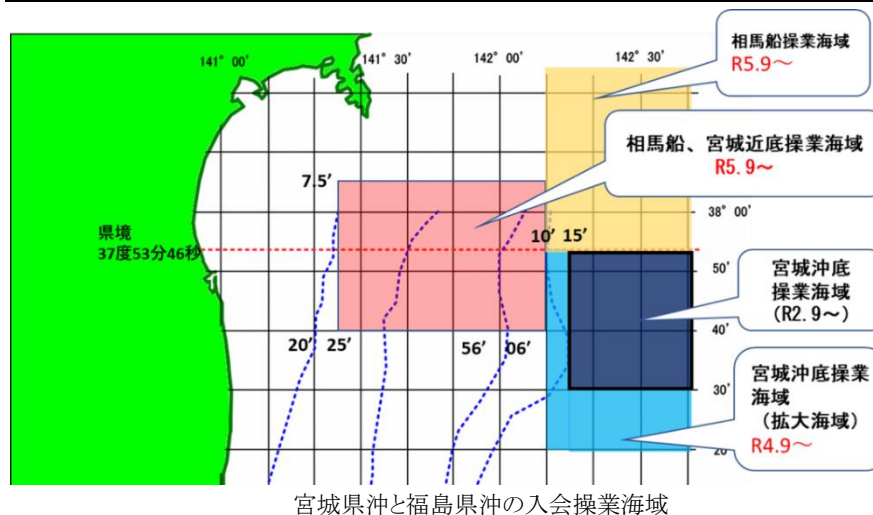 相馬船操業海域
R5.9～
141° 00'
141° 30'
142° 00'
142° 30'
相馬船、宮城近底操業海域
R5.9～
7.5'
38° 00'
県境
37度53分46秒
10'
15'
50'
宮城沖底
操業海域
(R2.9～)
20'
25'
56'
06'
40'
30'
宮城沖底操業
海域
(拡大海域)
R4.9～
20'
宮城県沖と福島県沖の入会操業海域